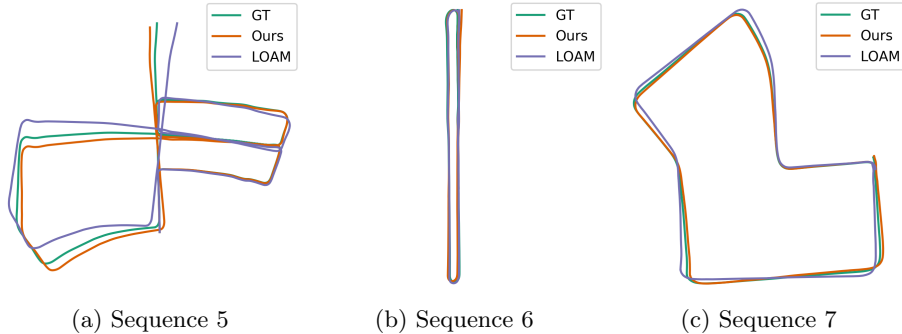 GT
Ours
LOAM
GT
Ours
LOAM
GT
Ours
LOAM
(a) Sequence 5
(b) Sequence 6
(c) Sequence 7